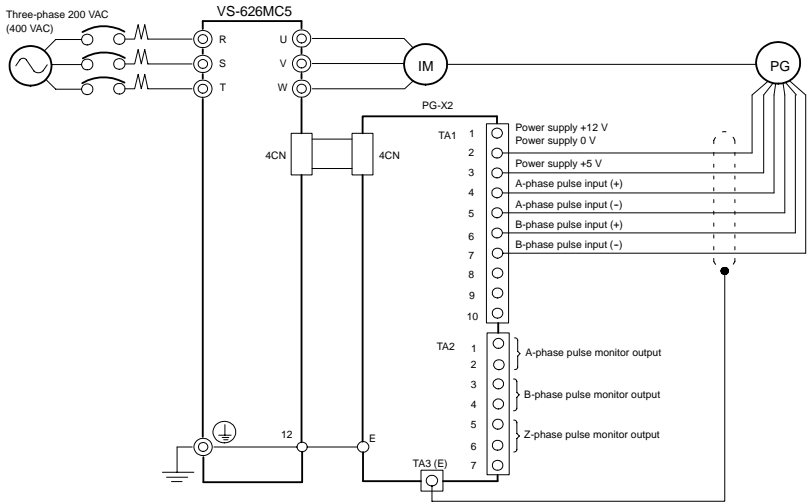 Three-phase 200 VAC
(400 VAC)
VS-626MC5
R
S
T
U
V
W
IM
PG
PG-X2
4CN
4CN
TA1
1
2
3
4
5
6
7
8
9
10
Power supply +12 V
Power supply 0 V
Power supply +5 V
A-phase pulse input (+)
A-phase pulse input (-)
B-phase pulse input (+)
B-phase pulse input (-)
TA2
1
2
3
4
5
6
7
A-phase pulse monitor output
B-phase pulse monitor output
Z-phase pulse monitor output
12
E
TA3 (E)